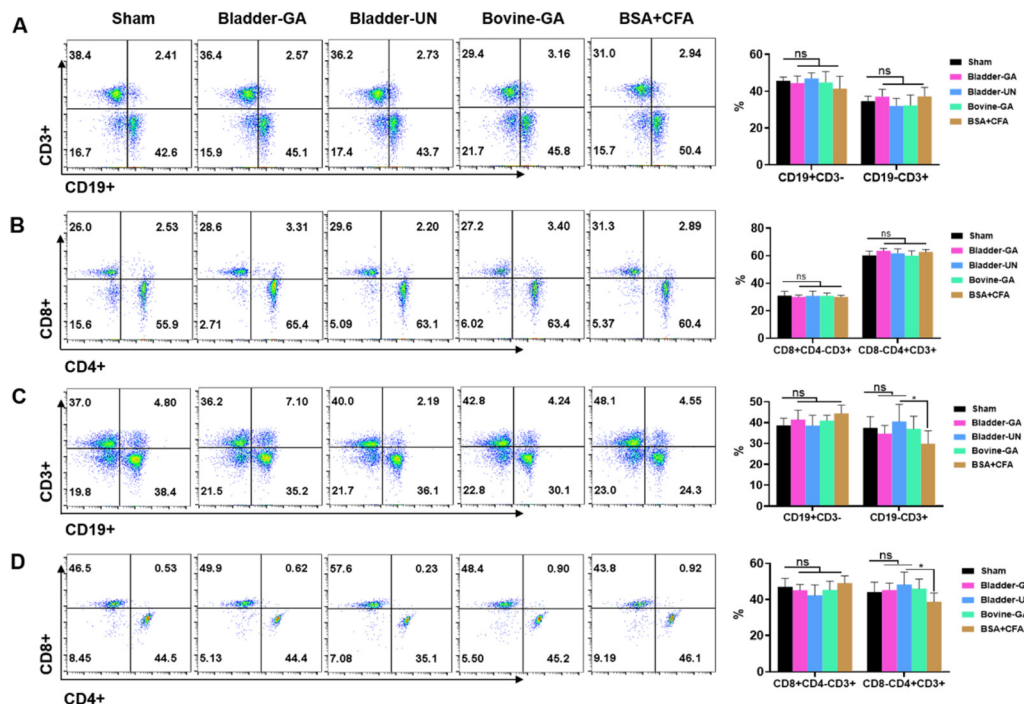 Sham Bladder-GA Bladder-UN Bovine-GA BSA+CFA
A
38.4 2.41 36.4 2.57 36.2 2.73 29.4 3.16 31.0 2.94
16.7 42.6 15.9 45.1 17.4 43.7 21.7 45.8 15.7 50.4
CD3+
CD19+
60
40
20
0
%
ns ns
CD19+CD3- CD19-CD3+
Sham
Bladder-GA
Bladder-UN
Bovine-GA
BSA+CFA
B
26.0 2.53 28.6 3.31 29.6 2.20 27.2 3.40 31.3 2.89
15.6 55.9 2.71 65.4 5.09 63.1 6.02 63.4 5.37 60.4
CD8+
CD4+
80
60
40
20
0
%
ns ns
CD8+CD4-CD3+ CD8-CD4+CD3+
Sham
Bladder-GA
Bladder-UN
Bovine-GA
BSA+CFA
C
37.0 4.80 36.2 7.10 40.0 2.19 42.8 4.24 48.1 4.55
19.8 38.4 21.5 35.2 21.7 36.1 22.8 30.1 23.0 24.3
CD3+
CD19+
50
40
30
20
10
0
%
ns ns *
CD19+CD3- CD19-CD3+
Sham
Bladder-GA
Bladder-UN
Bovine-GA
BSA+CFA
D
46.5 0.53 49.9 0.62 57.6 0.23 48.4 0.90 43.8 0.92
8.45 44.5 5.13 44.4 7.08 35.1 5.50 45.2 9.19 46.1
CD8+
CD4+
60
40
20
0
%
ns ns *
CD8+CD4-CD3+ CD8-CD4+CD3+
Sham
Bladder-G
Bladder-U
Bovine-GA
BSA+CFA